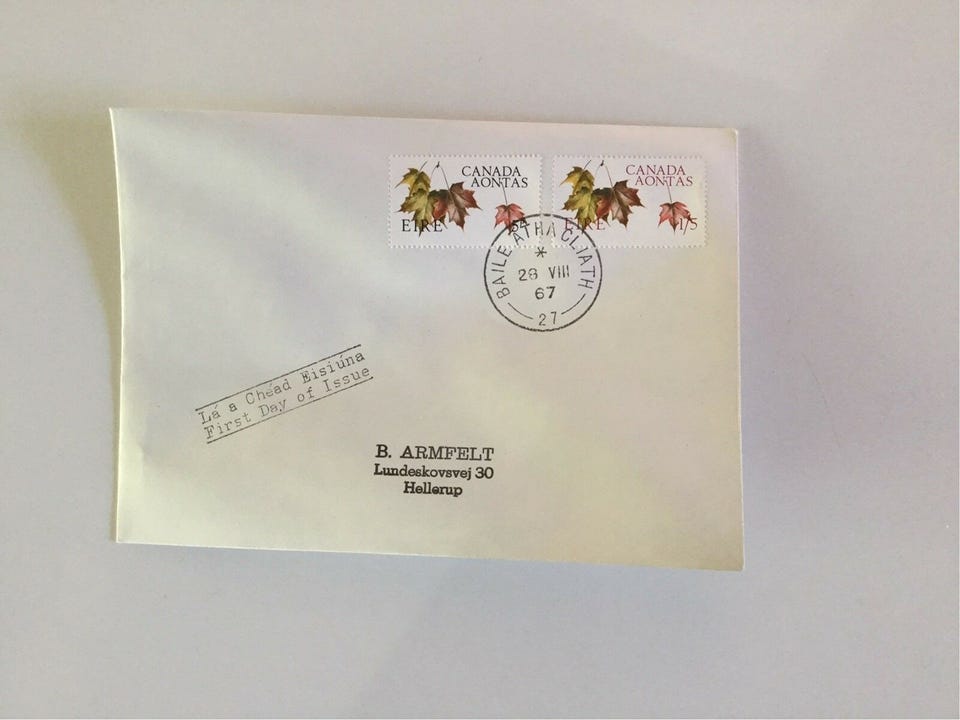 CANADA
AONTAS
EIRE
5d
CANADA
AONTAS
EIRE
1/5
BAILE ATHA CLIATH
*
28 VIII
67
27
Lá a Chéad Eisiúna
First Day of Issue
B. ARMFELT
Lundeskovsvej 30
Hellerup